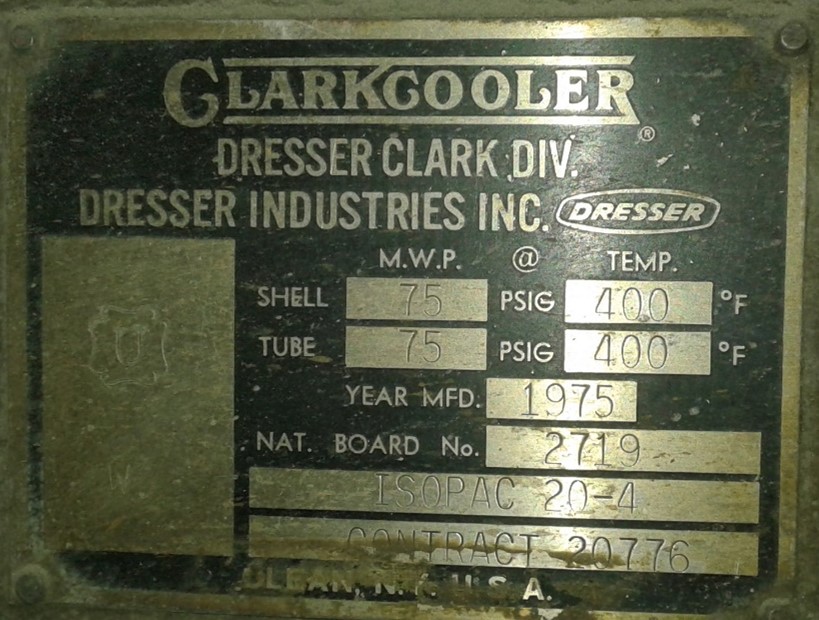 CLARKCOOLER ®
DRESSER CLARK DIV.
DRESSER INDUSTRIES INC. DRESSER
M.W.P. @ TEMP.
SHELL 75 PSIG 400 °F
TUBE 75 PSIG 400 °F
YEAR MFD. 1975
NAT. BOARD No. 2719
ISOPAC 20-4
CONTRACT 20776
U
W
OLEAN, N.Y. U.S.A.